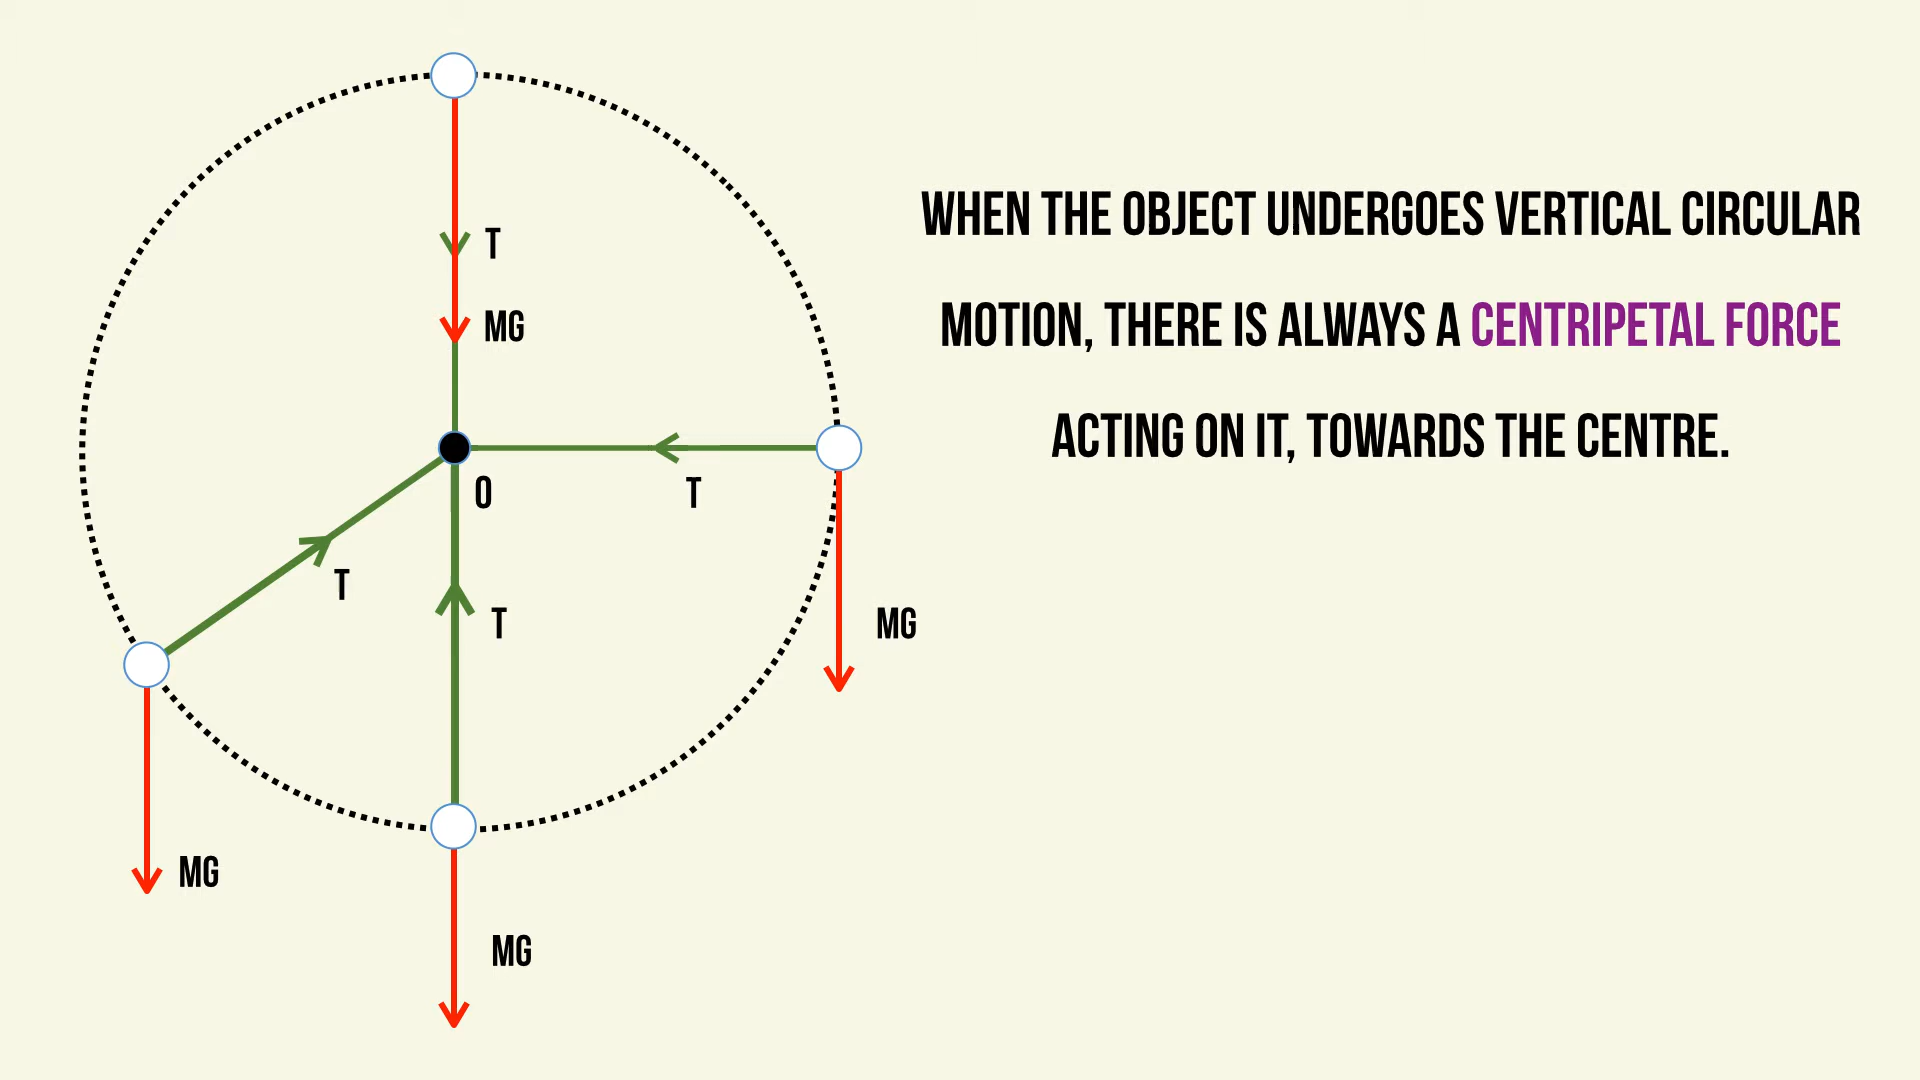 T
MG
WHEN THE OBJECT UNDERGOES VERTICAL CIRCULAR
MOTION, THERE IS ALWAYS A CENTRIPETAL FORCE
ACTING ON IT, TOWARDS THE CENTRE.
O
T
T
T
MG
MG
MG